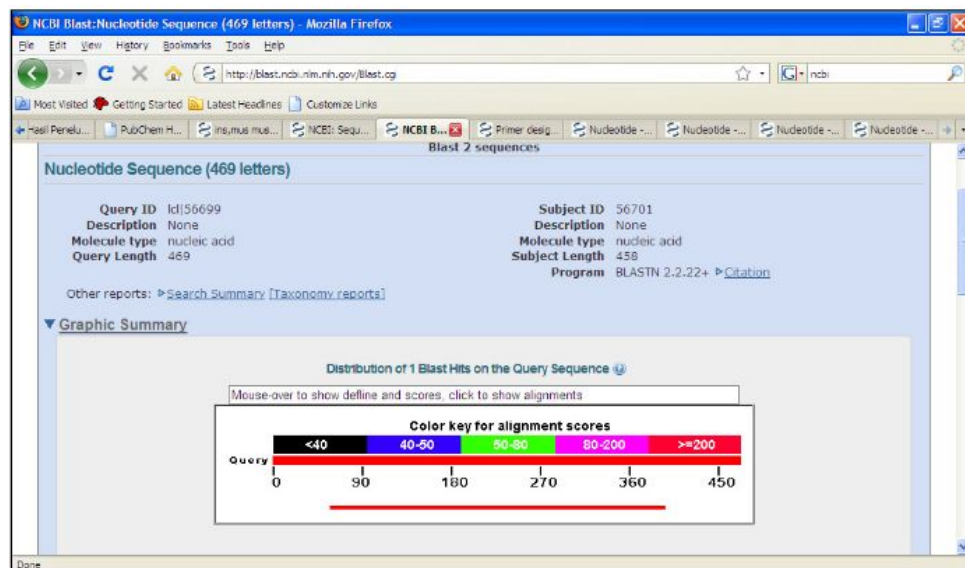 NCBI Blast:Nucleotide Sequence (469 letters) - Mozilla Firefox
File Edit View History Bookmarks Tools Help
http://blast.ncbi.nlm.nih.gov/Blast.cgi
ncbi
Most Visited Getting Started Latest Headlines Customize Links
Hasil Penelu... PubChem H... ins,mus mus... NCBI: Sequ... NCBI B... Primer desig... Nucleotide -... Nucleotide -... Nucleotide -... Nucleotide -...
Blast 2 sequences
Nucleotide Sequence (469 letters)
Query ID lcl|56699
Description None
Molecule type nucleic acid
Query Length 469
Subject ID 56701
Description None
Molecule type nucleic acid
Subject Length 458
Program BLASTN 2.2.22+ Citation
Other reports: Search Summary [Taxonomy reports]
Graphic Summary
Distribution of 1 Blast Hits on the Query Sequence
Mouse-over to show defline and scores, click to show alignments
Color key for alignment scores
<40 40-50 50-80 80-200 >=200
Query
0 90 180 270 360 450
Done